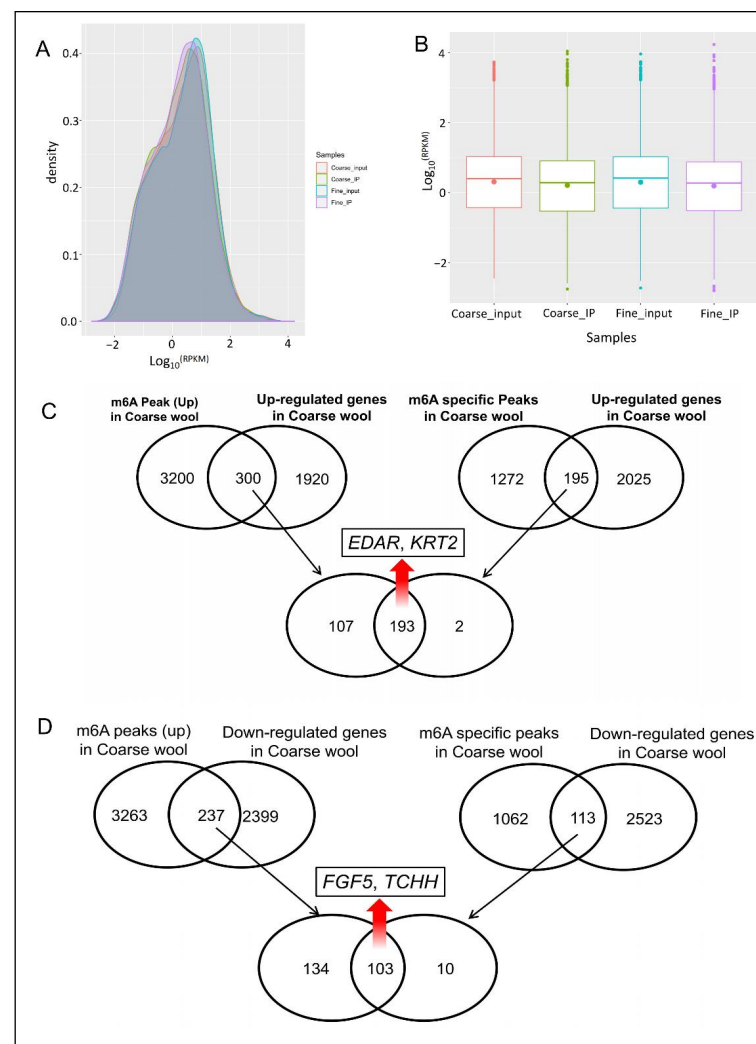 A
0.4
0.3
0.2
0.1
0.0
density
−2
0
2
4
Log10(RPKM)
Samples
Coarse_input
Coarse_IP
Fine_input
Fine_IP
B
4
2
0
−2
Log10(RPKM)
Coarse_input
Coarse_IP
Fine_input
Fine_IP
Samples
C
m6A Peak (Up)
in Coarse wool
Up-regulated genes
in Coarse wool
3200
300
1920
m6A specific Peaks
in Coarse wool
Up-regulated genes
in Coarse wool
1272
195
2025
EDAR, KRT2
107
193
2
D
m6A peaks (up)
in Coarse wool
Down-regulated genes
in Coarse wool
3263
237
2399
m6A specific peaks
in Coarse wool
Down-regulated genes
in Coarse wool
1062
113
2523
FGF5, TCHH
134
103
10